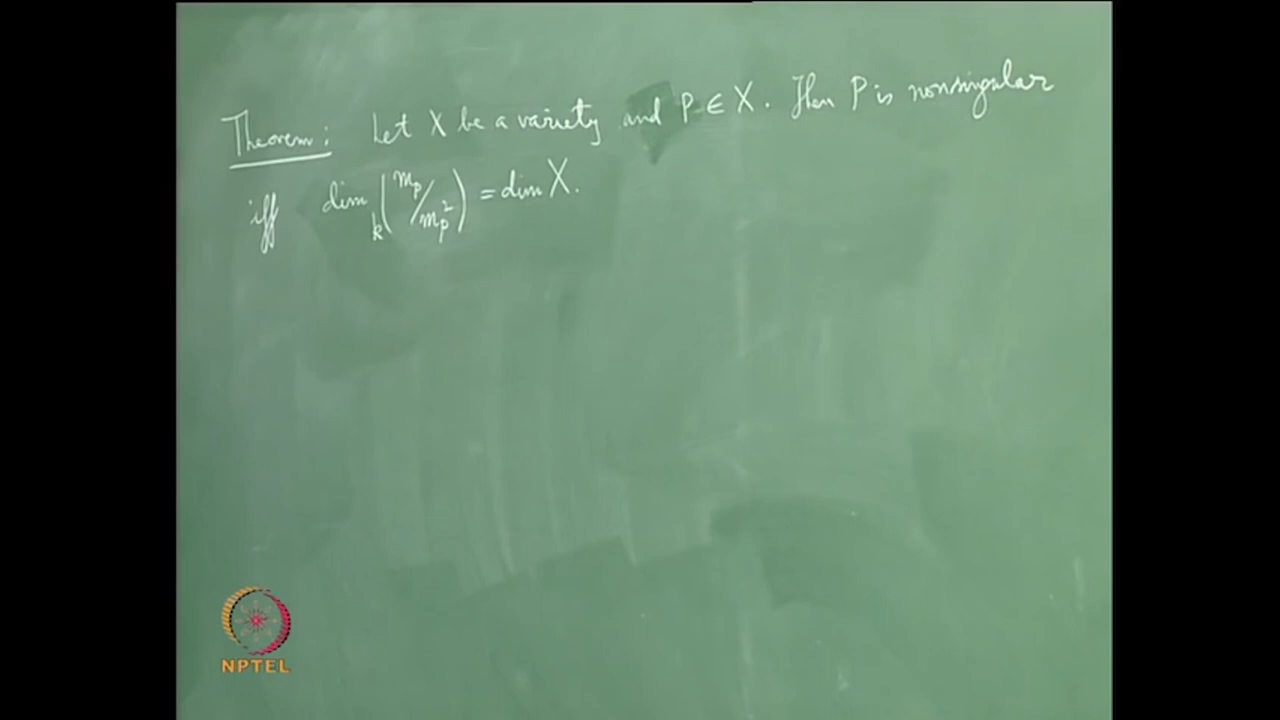 Theorem: Let X be a variety and P ∈ X. Then P is nonsingular
iff dim_k (m_p / m_p^2) = dim X.
NPTEL